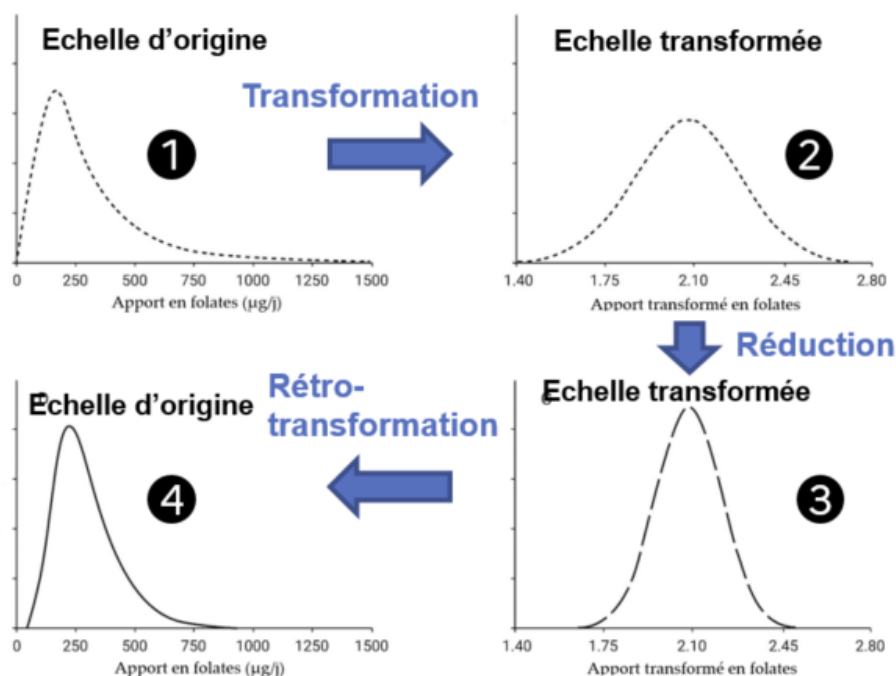 Echelle d'origine
Transformation
1
0 250 500 750 1000 1500
Apport en folates (µg/j)
Echelle transformée
2
1.40 1.75 2.10 2.45 2.80
Apport transformé en folates
Réduction
Echelle d'origine
Rétro-
transformation
4
0 250 500 750 1000 1250 1500
Apport en folates (µg/j)
Echelle transformée
3
1.40 1.75 2.10 2.45 2.80
Apport transformé en folates